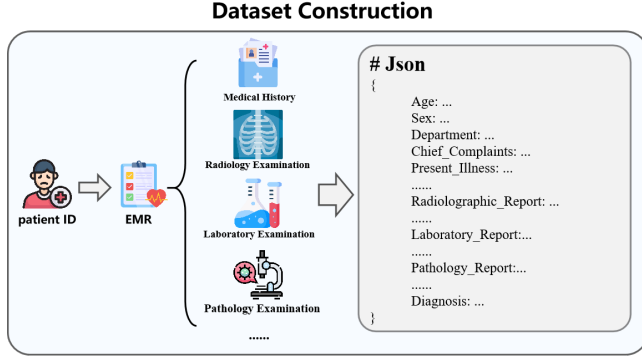 Dataset Construction
patient ID
EMR
Medical History
Radiology Examination
Laboratory Examination
Pathology Examination
......
# Json
{
Age: ...
Sex: ...
Department: ...
Chief_Complaints: ...
Present_Illness: ...
......
Radiolographic_Report: ...
......
Laboratory_Report:...
......
Pathology_Report:...
......
Diagnosis: ...
}